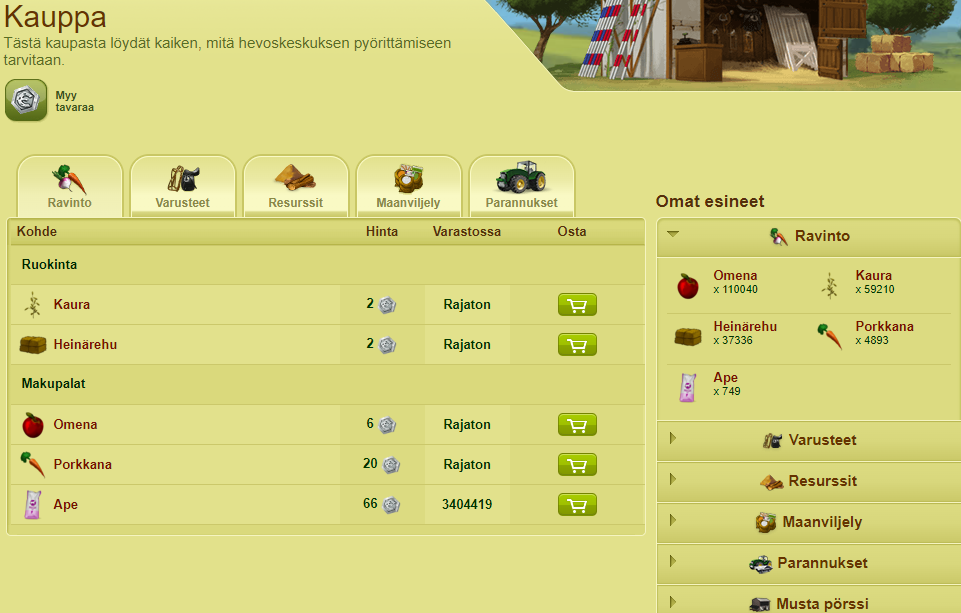 Kauppa
Tästä kaupasta löydät kaiken, mitä hevoskeskuksen pyörittämiseen
tarvitaan.
Myy
tavaraa
Ravinto
Varusteet
Resurssit
Maanviljely
Parannukset
Kohde Hinta Varastossa Osta
Ruokinta
Kaura 2 Rajaton
Heinärehu 2 Rajaton
Makupalat
Omena 6 Rajaton
Porkkana 20 Rajaton
Ape 66 3404419
Omat esineet
Ravinto
Omena Kaura
x 110040 x 59210
Heinärehu Porkkana
x 37336 x 4893
Ape
x 749
Varusteet
Resurssit
Maanviljely
Parannukset
Musta pörssi